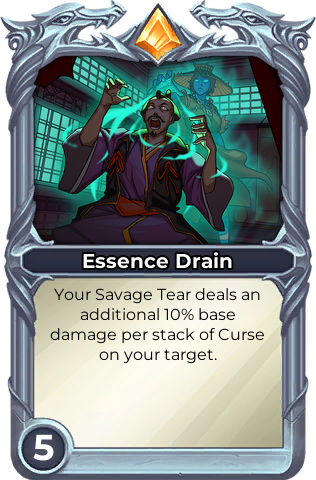 Essence Drain
Your Savage Tear deals an
additional 10% base
damage per stack of Curse
on your target.
5